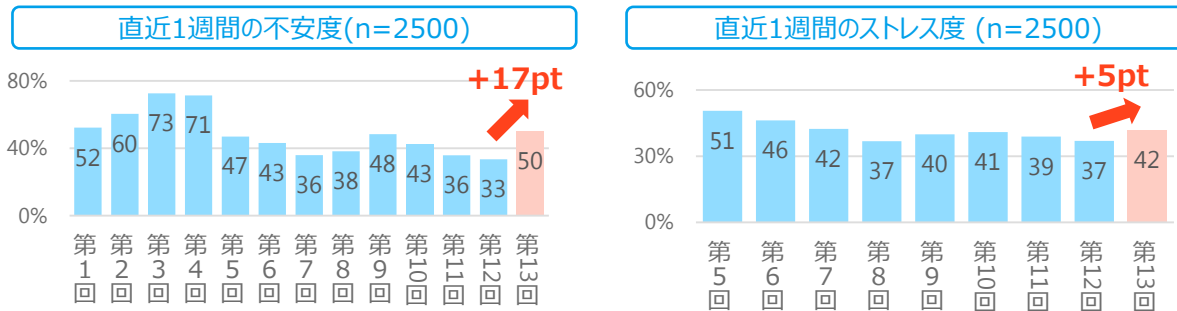 直近1週間の不安度(n=2500)
80%
40%
0%
+17pt
52
60
73
71
47
43
36
38
48
43
36
33
50
第1回
第2回
第3回
第4回
第5回
第6回
第7回
第8回
第9回
第10回
第11回
第12回
第13回
直近1週間のストレス度 (n=2500)
60%
30%
0%
+5pt
51
46
42
37
40
41
39
37
42
第5回
第6回
第7回
第8回
第9回
第10回
第11回
第12回
第13回